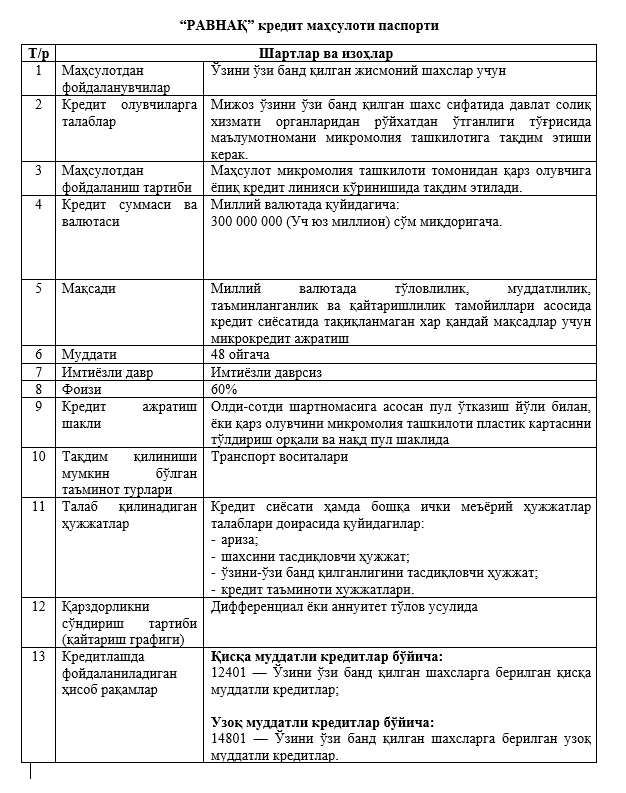 “РАВНАҚ” кредит маҳсулоти паспорти
Т/р Шартлар ва изоҳлар
1 Маҳсулотдан фойдаланувчилар
Ўзини ўзи банд қилган жисмоний шахслар учун
2 Кредит олувчиларга талаблар
Мижоз ўзини ўзи банд қилган шахс сифатида давлат солиқ
хизмати органларидан рўйхатдан ўтганлиги тўғрисида
маълумотномани микромолия ташкилотига тақдим этиши
керак.
3 Маҳсулотдан фойдаланиш тартиби
Маҳсулот микромолия ташкилоти томонидан қарз олувчига
ёпиқ кредит линияси кўринишида тақдим этилади.
4 Кредит суммаси ва валютаси
Миллий валютада қуйидагича:
300 000 000 (Уч юз миллион) сўм миқдоригача.
5 Мақсади
Миллий валютада тўловлилик, муддатлилик,
таъминланганлик ва қайтаришлилик тамойиллари асосида
кредит сиёсатида тақиқланмаган хар қандай мақсадлар учун
микрокредит ажратиш
6 Муддати 48 ойгача
7 Имтиёзли давр Имтиёзли даврсиз
8 Фоизи 60%
9 Кредит ажратиш шакли
Олди-сотди шартномасига асосан пул ўтказиш йўли билан,
ёки қарз олувчини микромолия ташкилоти пластик картасини
тўлдириш орқали ва нақд пул шаклида
10 Тақдим қилиниши мумкин бўлган таъминот турлари
Транспорт воситалари
11 Талаб қилинадиган ҳужжатлар
Кредит сиёсати ҳамда бошқа ички меъёрий ҳужжатлар
талаблари доирасида қуйидагилар:
- ариза;
- шахсини тасдиқловчи ҳужжат;
- ўзини-ўзи банд қилганлигини тасдиқловчи ҳужжат;
- кредит таъминоти хужжатлари.
12 Қарздорликни сўндириш тартиби (қайтариш графиги)
Дифференциал ёки аннуитет тўлов усулида
13 Кредитлашда фойдаланиладиган ҳисоб рақамлар
Қисқа муддатли кредитлар бўйича:
12401 — Ўзини ўзи банд қилган шахсларга берилган қисқа
муддатли кредитлар;
Узоқ муддатли кредитлар бўйича:
14801 — Ўзини ўзи банд қилган шахсларга берилган узоқ
муддатли кредитлар.